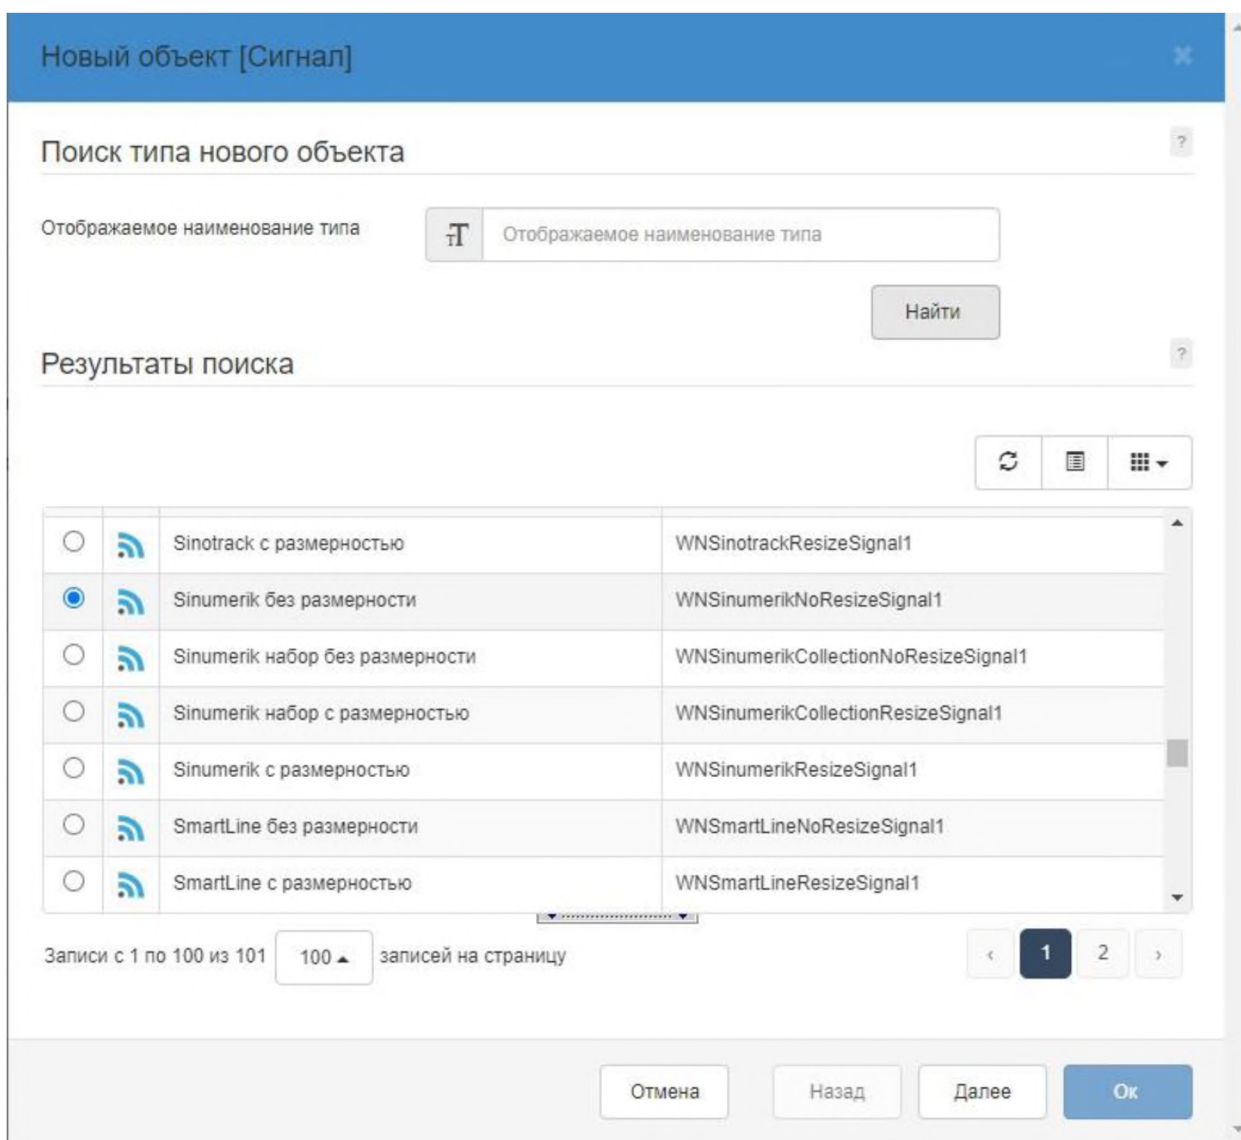 Новый объект [Сигнал]
Поиск типа нового объекта
?
Отображаемое наименование типа
Отображаемое наименование типа
Найти
Результаты поиска
?
Sinotrack с размерностью WNSinotrackResizeSignal1
Sinumerik без размерности WNSinumerikNoResizeSignal1
Sinumerik набор без размерности WNSinumerikCollectionNoResizeSignal1
Sinumerik набор с размерностью WNSinumerikCollectionResizeSignal1
Sinumerik с размерностью WNSinumerikResizeSignal1
SmartLine без размерности WNSmartLineNoResizeSignal1
SmartLine с размерностью WNSmartLineResizeSignal1
Записи с 1 по 100 из 101 100 записей на страницу ‹ 1 2 ›
Отмена Назад Далее Ок